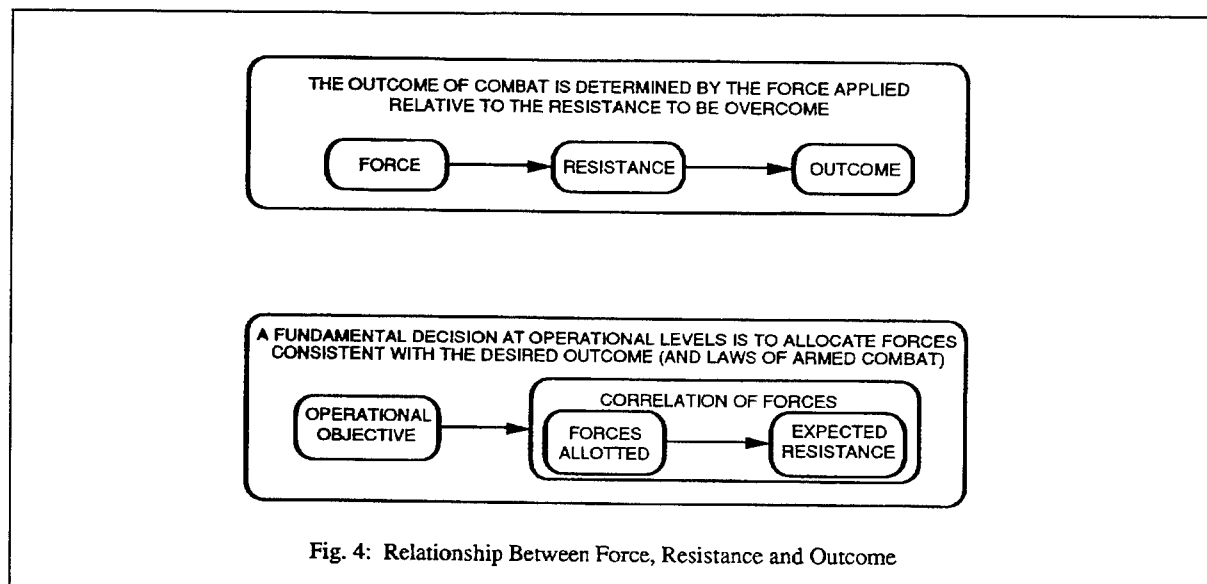 THE OUTCOME OF COMBAT IS DETERMINED BY THE FORCE APPLIED
RELATIVE TO THE RESISTANCE TO BE OVERCOME
FORCE
RESISTANCE
OUTCOME
A FUNDAMENTAL DECISION AT OPERATIONAL LEVELS IS TO ALLOCATE FORCES
CONSISTENT WITH THE DESIRED OUTCOME (AND LAWS OF ARMED COMBAT)
CORRELATION OF FORCES
OPERATIONAL
OBJECTIVE
FORCES
ALLOTTED
EXPECTED
RESISTANCE
Fig. 4: Relationship Between Force, Resistance and Outcome